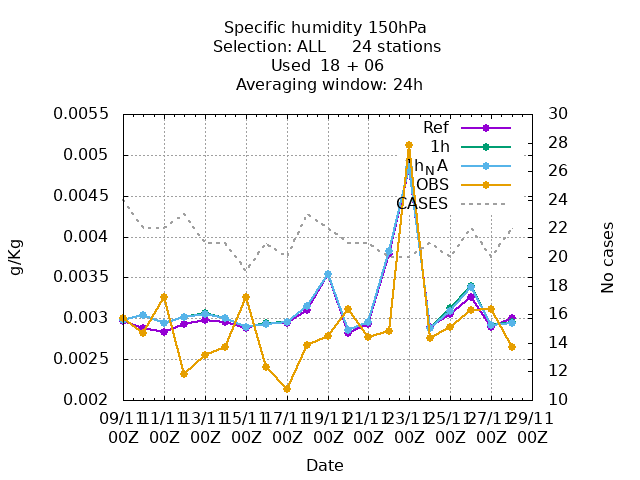 Specific humidity 150hPa
Selection: ALL 24 stations
Used 18 + 06
Averaging window: 24h
0.0055
0.005
0.0045
0.004
0.0035
0.003
0.0025
0.002
g/Kg
30
28
26
24
22
20
18
16
14
12
10
No cases
Ref
1h
1h_NA
OBS
CASES
09/11 11/11 13/11 15/11 17/11 19/11 21/11 23/11 25/11 27/11 29/11
00Z 00Z 00Z 00Z 00Z 00Z 00Z 00Z 00Z 00Z 00Z
Date